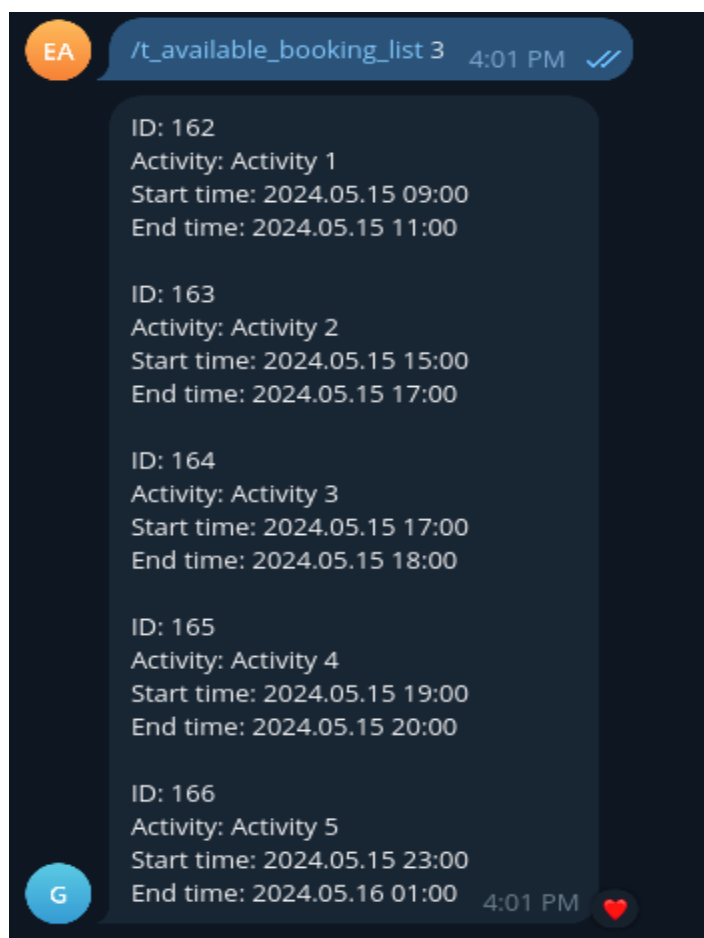 EA
/t_available_booking_list 3 4:01 PM
ID: 162
Activity: Activity 1
Start time: 2024.05.15 09:00
End time: 2024.05.15 11:00
ID: 163
Activity: Activity 2
Start time: 2024.05.15 15:00
End time: 2024.05.15 17:00
ID: 164
Activity: Activity 3
Start time: 2024.05.15 17:00
End time: 2024.05.15 18:00
ID: 165
Activity: Activity 4
Start time: 2024.05.15 19:00
End time: 2024.05.15 20:00
ID: 166
Activity: Activity 5
Start time: 2024.05.15 23:00
End time: 2024.05.16 01:00 4:01 PM
G